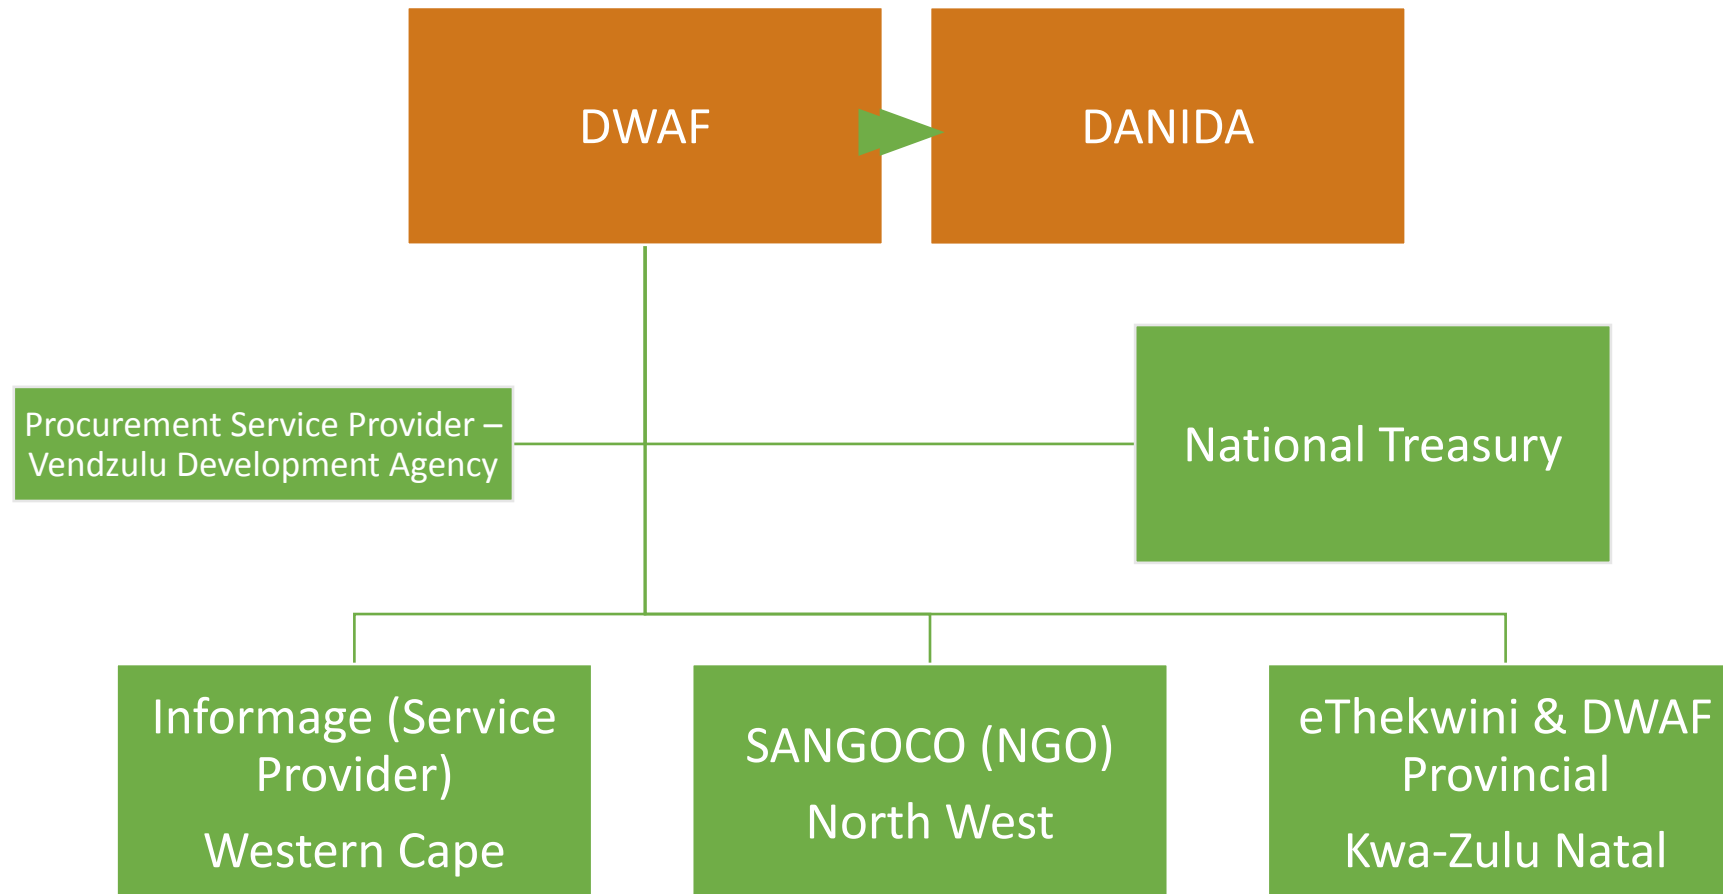 DWAF
DANIDA
Procurement Service Provider –
Vendzulu Development Agency
National Treasury
Informage (Service
Provider)
Western Cape
SANGOCO (NGO)
North West
eThekwini & DWAF
Provincial
Kwa-Zulu Natal